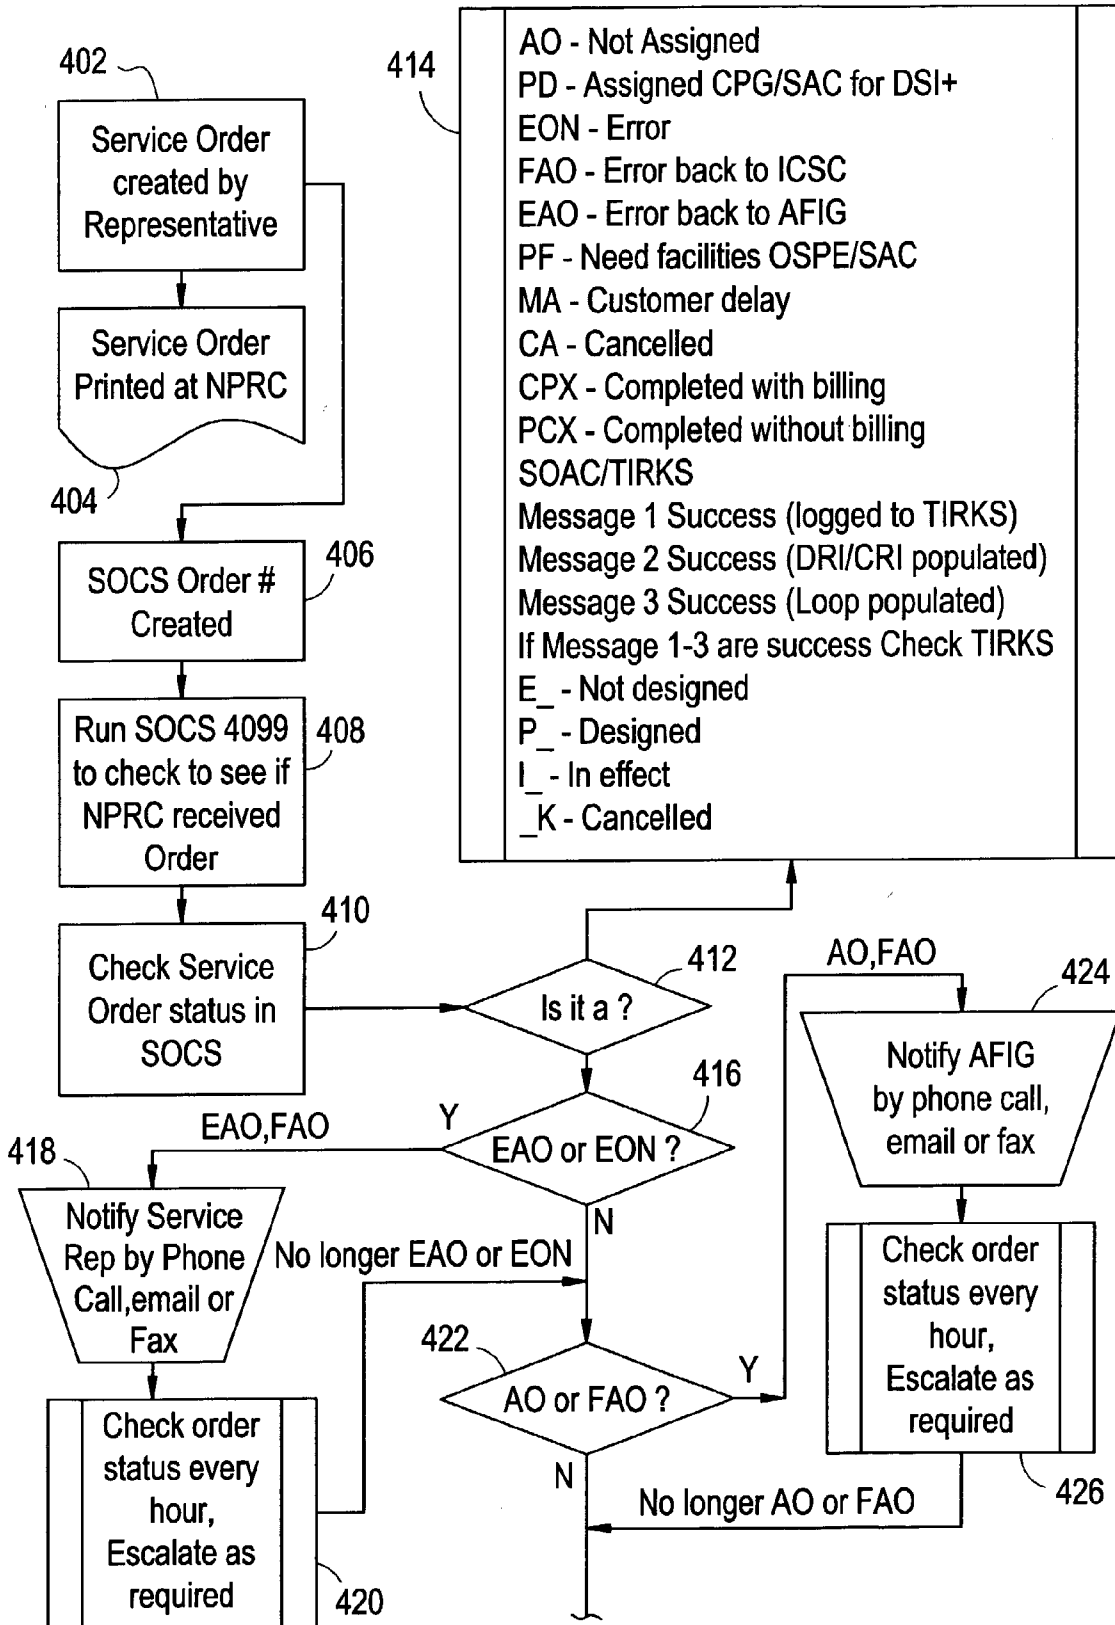 402
Service Order
created by
Representative
Service Order
Printed at NPRC
404
SOCS Order #
Created
406
Run SOCS 4099
to check to see if
NPRC received
Order
408
410
Check Service
Order status in
SOCS
414
AO - Not Assigned
PD - Assigned CPG/SAC for DSI+
EON - Error
FAO - Error back to ICSC
EAO - Error back to AFIG
PF - Need facilities OSPE/SAC
MA - Customer delay
CA - Cancelled
CPX - Completed with billing
PCX - Completed without billing
SOAC/TIRKS
Message 1 Success (logged to TIRKS)
Message 2 Success (DRI/CRI populated)
Message 3 Success (Loop populated)
If Message 1-3 are success Check TIRKS
E_ - Not designed
P_ - Designed
I_ - In effect
_K - Cancelled
412
Is it a ?
416
EAO or EON ?
Y
N
EAO,FAO
418
Notify Service
Rep by Phone
Call,email or
Fax
No longer EAO or EON
Check order
status every
hour,
Escalate as
required
420
422
AO or FAO ?
Y
N
AO,FAO
424
Notify AFIG
by phone call,
email or fax
Check order
status every
hour,
Escalate as
required
426
No longer AO or FAO